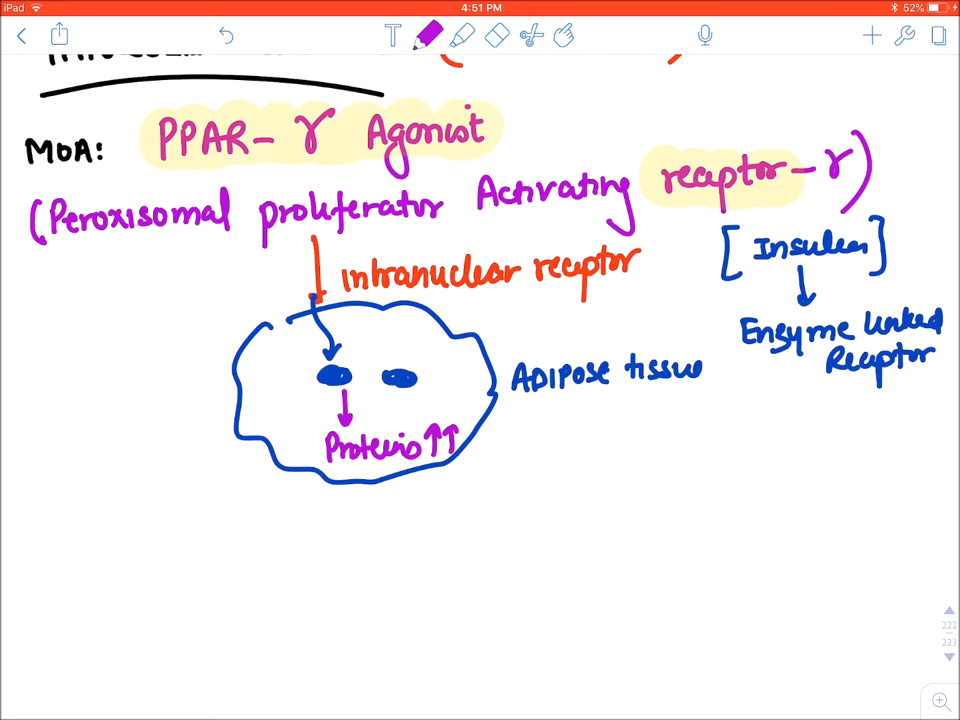 iPad
4:51 PM
52%
T
MOA: PPAR-γ Agonist
(Peroxisomal proliferator Activating receptor-γ)
Intranuclear receptor
[Insulin]
Enzyme linked
Receptor
ADIPOSE tissue
Proteins ↑↑
222
223